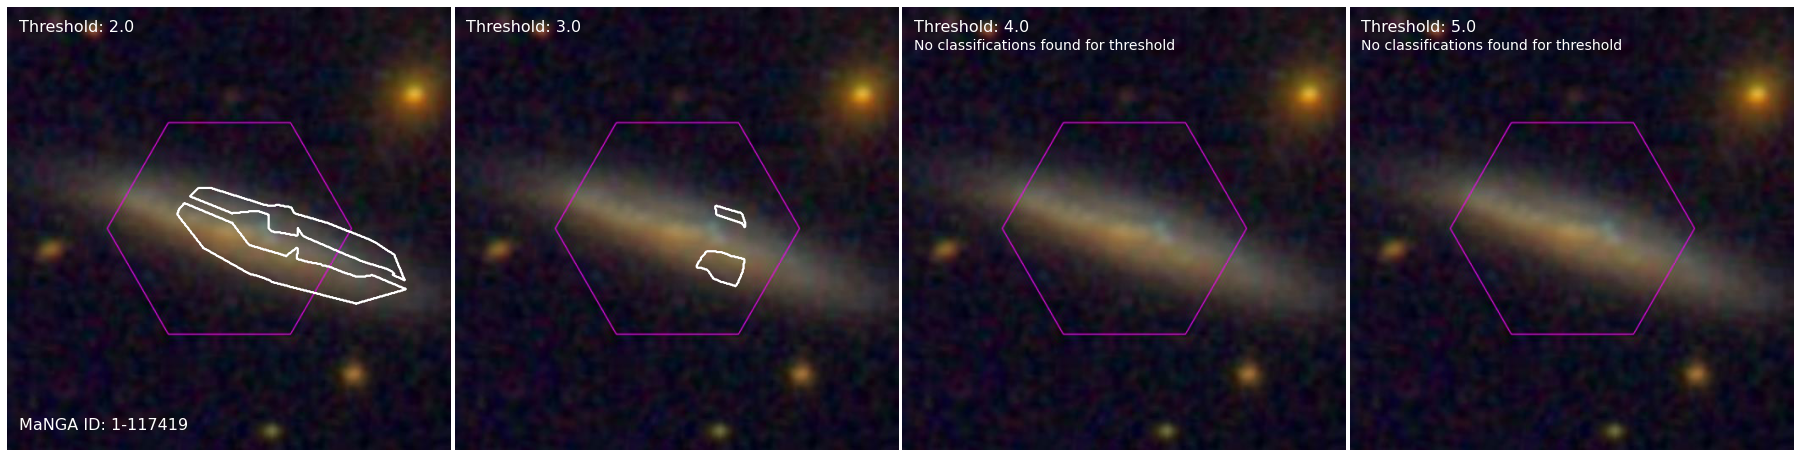 Threshold: 2.0
MaNGA ID: 1-117419
Threshold: 3.0
Threshold: 4.0
No classifications found for threshold
Threshold: 5.0
No classifications found for threshold